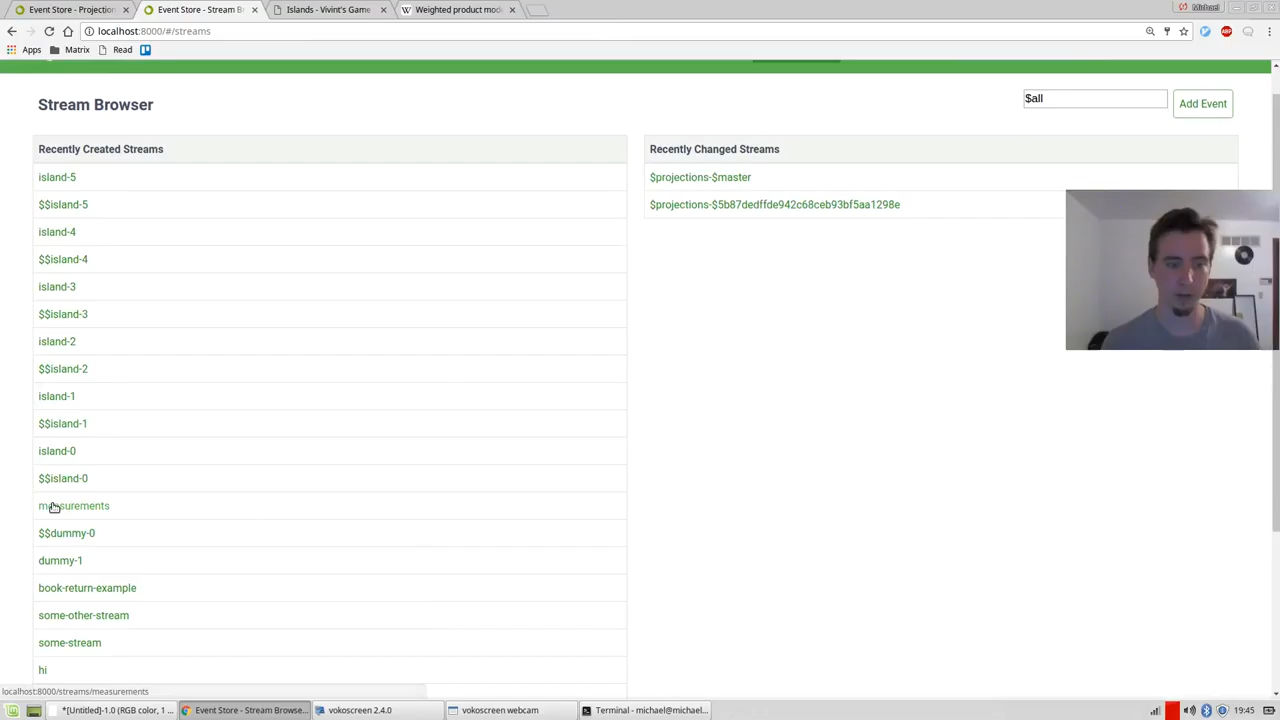 Event Store - Projection
Event Store - Stream B
Islands - Vivint's Game
Weighted product mod
Michael
localhost:8000/#/streams
Apps
Matrix
Read
Stream Browser
$all
Add Event
Recently Created Streams
Recently Changed Streams
island-5
$projections-$master
$$island-5
$projections-$5b87dedffde942c68ceb93bf5aa1298e
island-4
$$island-4
island-3
$$island-3
island-2
$$island-2
island-1
$$island-1
island-0
$$island-0
measurements
$$dummy-0
dummy-1
book-return-example
some-other-stream
some-stream
hi
localhost:8000/streams/measurements
*[Untitled]-1.0 (RGB color, 1 ...
Event Store - Stream Browse...
vokoscreen 2.4.0
vokoscreen webcam
Terminal - michael@michael...
19:45